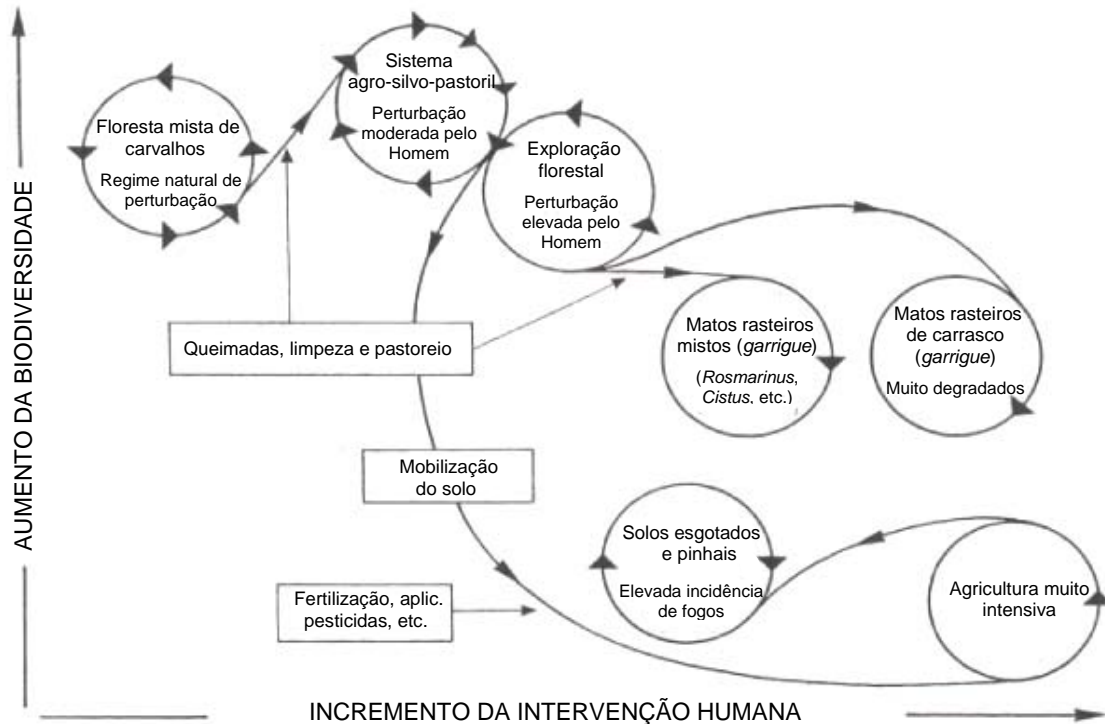 AUMENTO DA BIODIVERSIDADE
Floresta mista de
carvalhos
Regime natural de
perturbação
Sistema
agro-silvo-pastoril
Perturbação
moderada pelo
Homem
Exploração
florestal
Perturbação
elevada pelo
Homem
Queimadas, limpeza e pastoreio
Matos rasteiros
mistos (garrigue)
(Rosmarinus,
Cistus, etc.)
Matos rasteiros
de carrasco
(garrigue)
Muito degradados
Mobilização
do solo
Solos esgotados
e pinhais
Elevada incidência
de fogos
Fertilização, aplic.
pesticidas, etc.
Agricultura muito
intensiva
INCREMENTO DA INTERVENÇÃO HUMANA